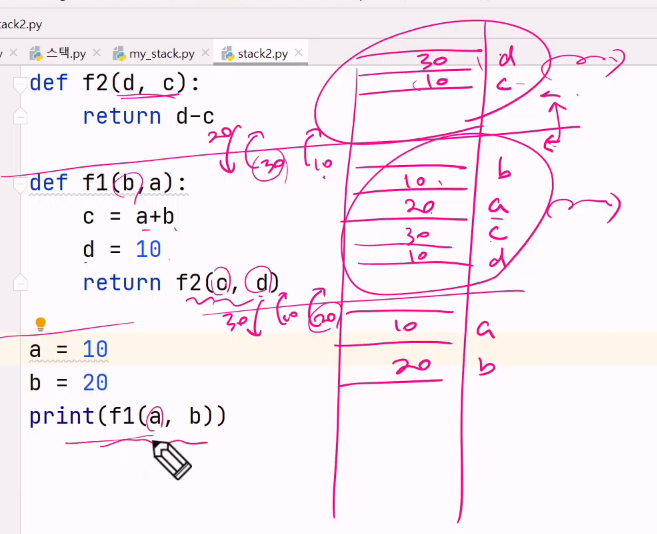 ack2.py
스택.py × my_stack.py × stack2.py ×
def f2(d, c):
return d-c
def f1(b,a):
c = a+b
d = 10
return f2(c, d)
a = 10
b = 20
print(f1(a, b))
30 d
10 c
20 30 10
10 b
20 a
30 c
10 d
30 10 20
10 a
20 b